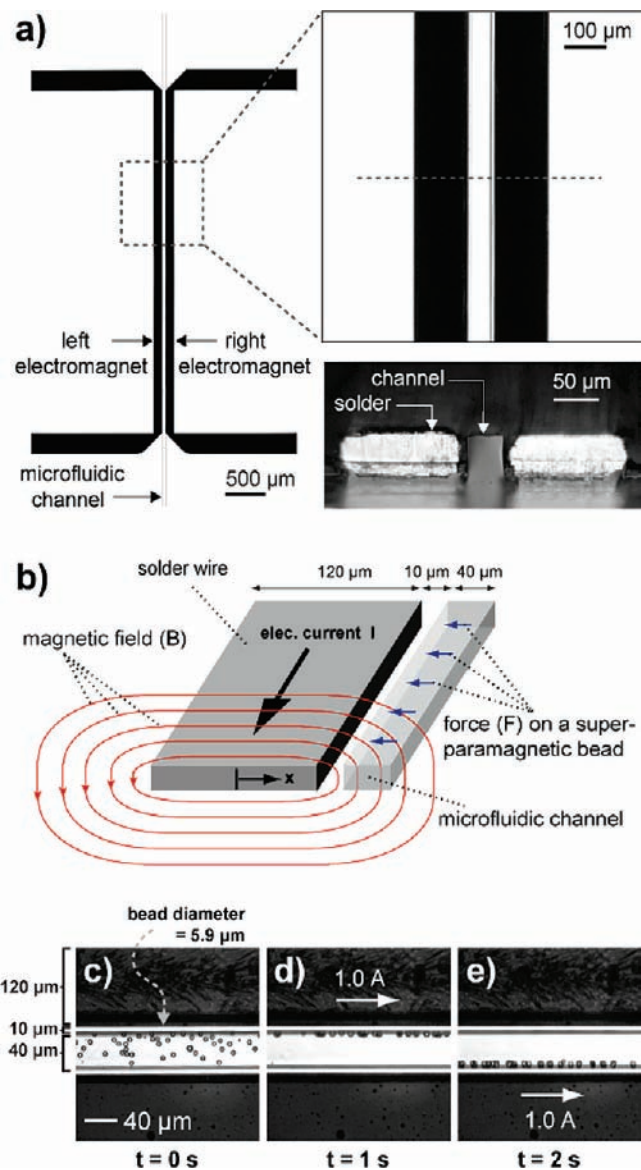 a)
100 µm
left
electromagnet
right
electromagnet
microfluidic
channel
500 µm
channel
solder
50 µm
b)
solder wire
120 µm
10 µm
40 µm
magnetic field (B)
elec. current I
x
force (F) on a super-
paramagnetic bead
microfluidic channel
bead diameter
= 5.9 µm
120 µm
10 µm
40 µm
c)
d)
e)
1.0 A
40 µm
1.0 A
t = 0 s
t = 1 s
t = 2 s